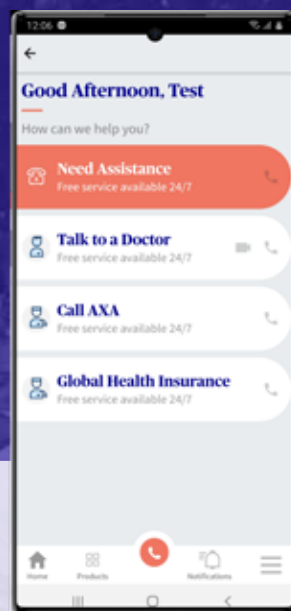 12:06
Good Afternoon, Test
How can we help you?
Need Assistance
Free service available 24/7
Talk to a Doctor
Free service available 24/7
Call AXA
Free service available 24/7
Global Health Insurance
Free service available 24/7
Home
Products
Notifications